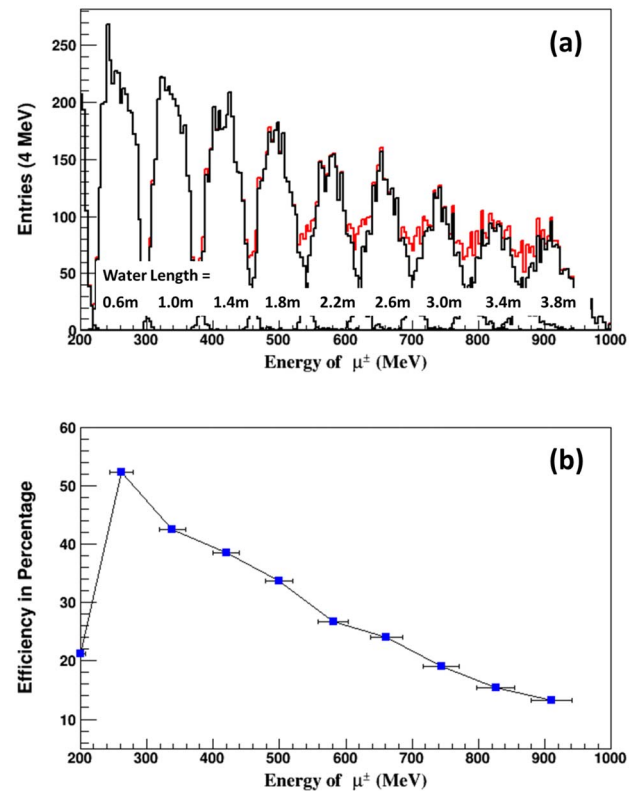 (a)
Entries (4 MeV)
250
200
150
100
50
0
Water Length =
0.6m 1.0m 1.4m 1.8m 2.2m 2.6m 3.0m 3.4m 3.8m
200 300 400 500 600 700 800 900 1000
Energy of μ± (MeV)
(b)
Efficiency in Percentage
60
50
40
30
20
10
200 300 400 500 600 700 800 900 1000
Energy of μ± (MeV)